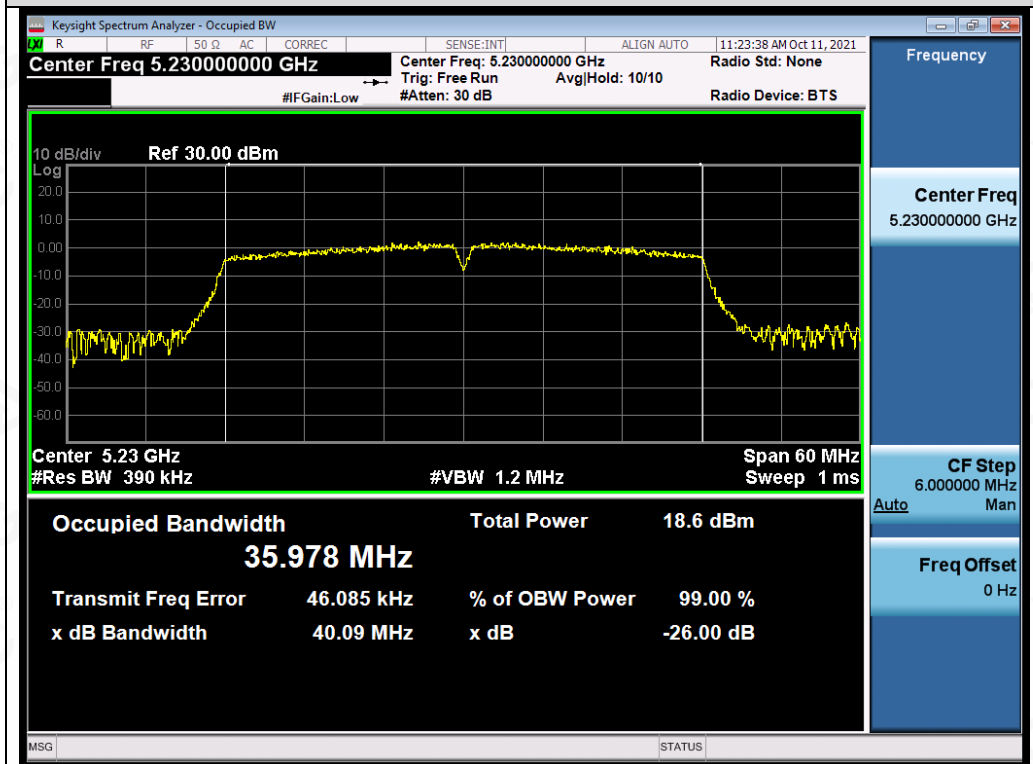 Keysight Spectrum Analyzer - Occupied BW
LXI R RF 50 Ω AC CORREC SENSE:INT ALIGN AUTO 11:23:38 AM Oct 11, 2021
Center Freq 5.230000000 GHz
Center Freq: 5.230000000 GHz
Radio Std: None
Trig: Free Run Avg|Hold: 10/10
#IFGain:Low
#Atten: 30 dB
Radio Device: BTS
10 dB/div Ref 30.00 dBm
Log
20.0
10.0
0.00
-10.0
-20.0
-30.0
-40.0
-50.0
-60.0
Center 5.23 GHz Span 60 MHz
#Res BW 390 kHz #VBW 1.2 MHz Sweep 1 ms
Occupied Bandwidth Total Power 18.6 dBm
35.978 MHz
Transmit Freq Error 46.085 kHz % of OBW Power 99.00 %
x dB Bandwidth 40.09 MHz x dB -26.00 dB
Frequency
Center Freq
5.230000000 GHz
CF Step
6.000000 MHz
Auto Man
Freq Offset
0 Hz
MSG STATUS